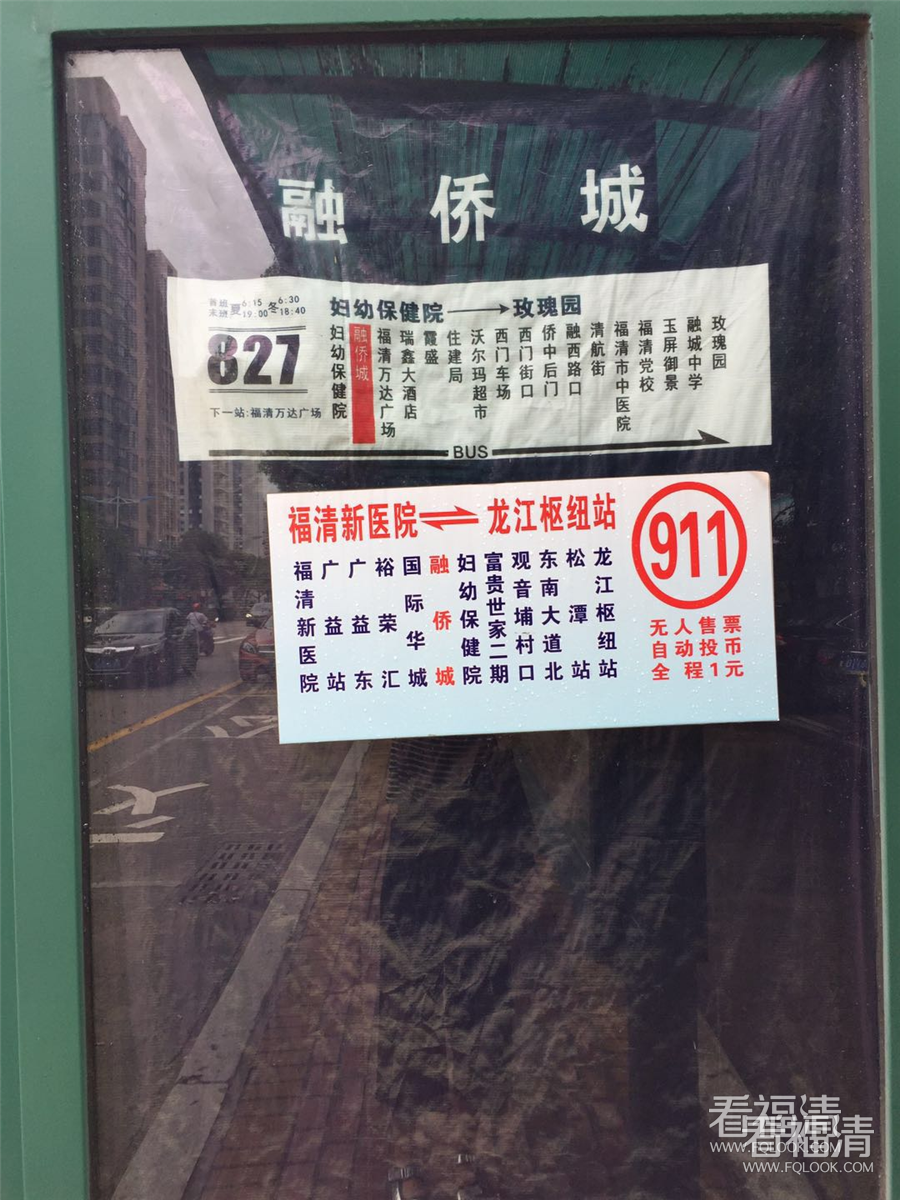 融侨城
首班 夏 6:15 冬 6:30
末班 19:00 18:40
妇幼保健院 → 玫瑰园
827
下一站:福清万达广场
妇幼保健院
融侨城
福清万达广场
瑞鑫大酒店
霞盛
住建局
沃尔玛超市
西门车场
西门街口
侨中后门
融西路口
清航街
福清市中医院
福清党校
玉屏御景
融城中学
玫瑰园
BUS
福清新医院⇌龙江枢纽站
911
福清新医院
广益站
广益东
裕荣汇
国际华城
融侨城
妇幼保健院
富贵世家二期
观音埔村口
东南大道北
松潭站
龙江枢纽站
无人售票
自动投币
全程1元
看福清
WWW.FQLOOK.COM
看福清
WWW.FQLOOK.COM